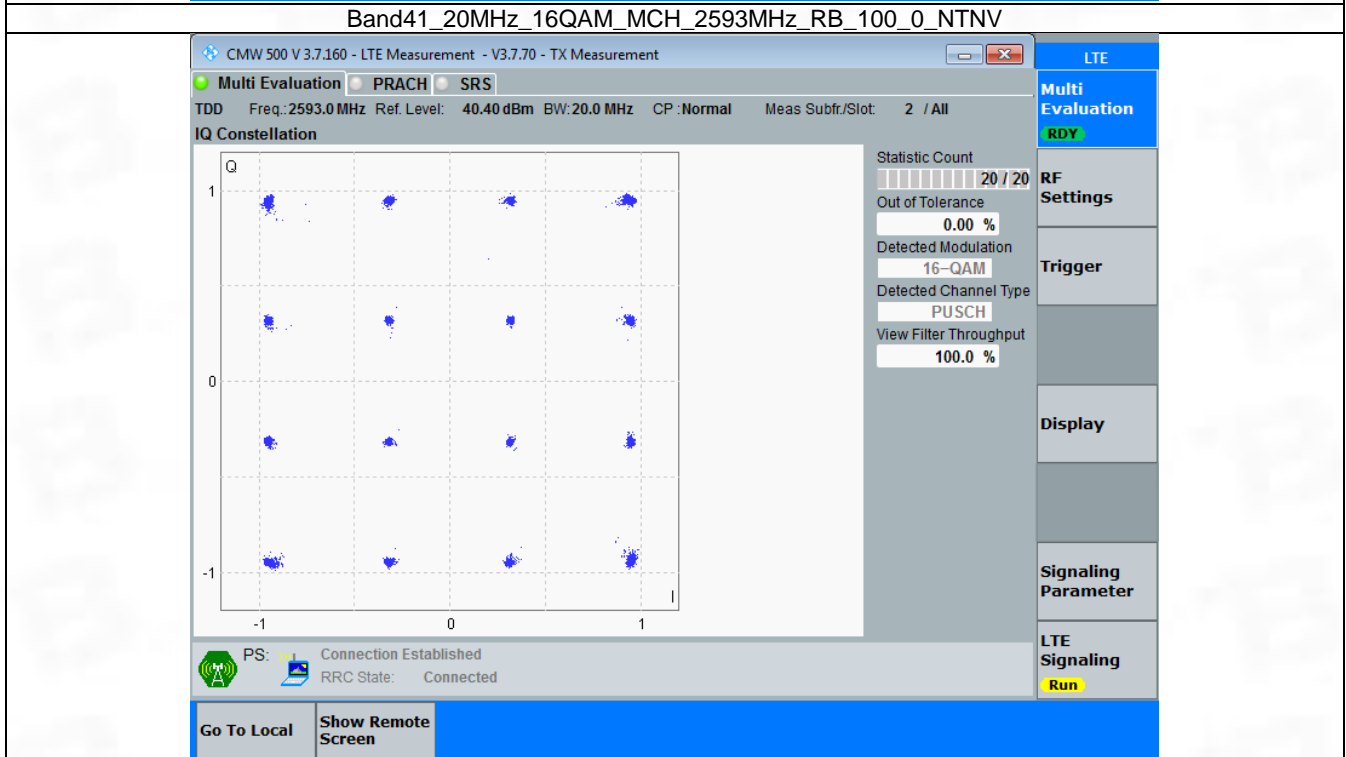 Band41_20MHz_16QAM_MCH_2593MHz_RB_100_0_NTNV
CMW 500 V 3.7.160 - LTE Measurement - V3.7.70 - TX Measurement
LTE
Multi Evaluation PRACH SRS
TDD Freq.: 2593.0 MHz Ref. Level: 40.40 dBm BW: 20.0 MHz CP : Normal Meas Subfr./Slot: 2 / All
IQ Constellation
Q
1
0
-1
-1 0 1
I
Statistic Count
20 / 20
Out of Tolerance
0.00 %
Detected Modulation
16-QAM
Detected Channel Type
PUSCH
View Filter Throughput
100.0 %
Multi
Evaluation
RDY
RF
Settings
Trigger
Display
Signaling
Parameter
LTE
Signaling
Run
PS: Connection Established
RRC State: Connected
Go To Local
Show Remote
Screen